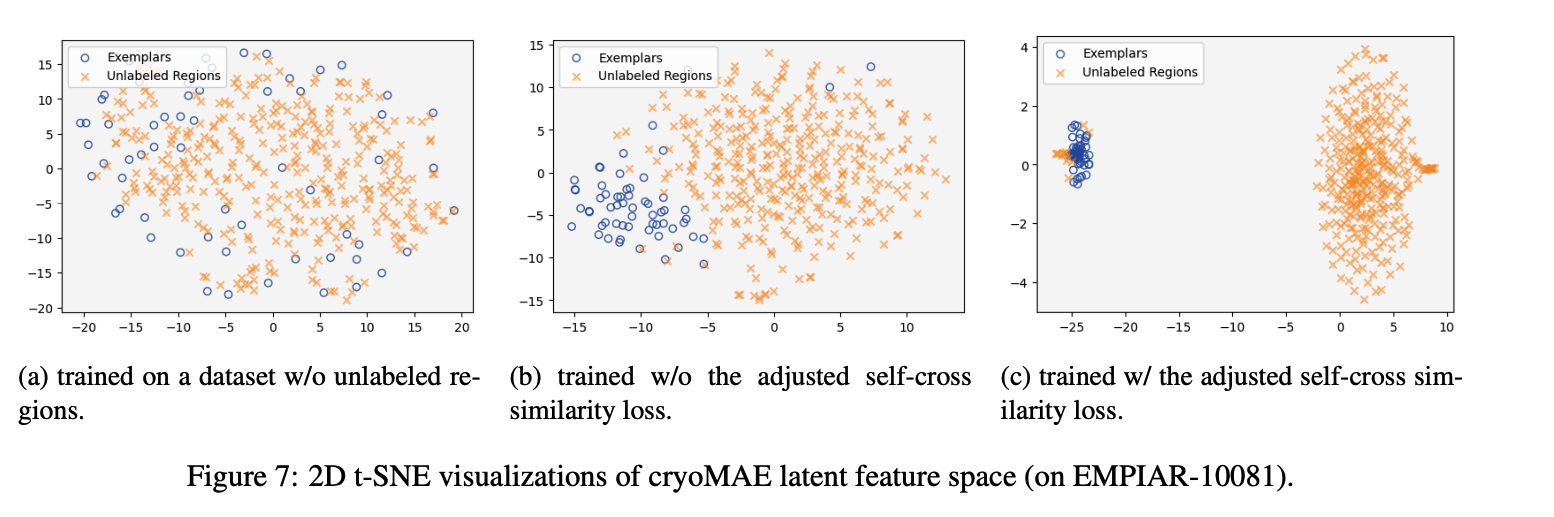 Exemplars
Unlabeled Regions
15
10
5
0
−5
−10
−15
−20
−20 −15 −10 −5 0 5 10 15 20
Exemplars
Unlabeled Regions
15
10
5
0
−5
−10
−15
−15 −10 −5 0 5 10
Exemplars
Unlabeled Regions
4
2
0
−2
−4
−25 −20 −15 −10 −5 0 5 10
(a) trained on a dataset w/o unlabeled re-
gions.
(b) trained w/o the adjusted self-cross
similarity loss.
(c) trained w/ the adjusted self-cross sim-
ilarity loss.
Figure 7: 2D t-SNE visualizations of cryoMAE latent feature space (on EMPIAR-10081).